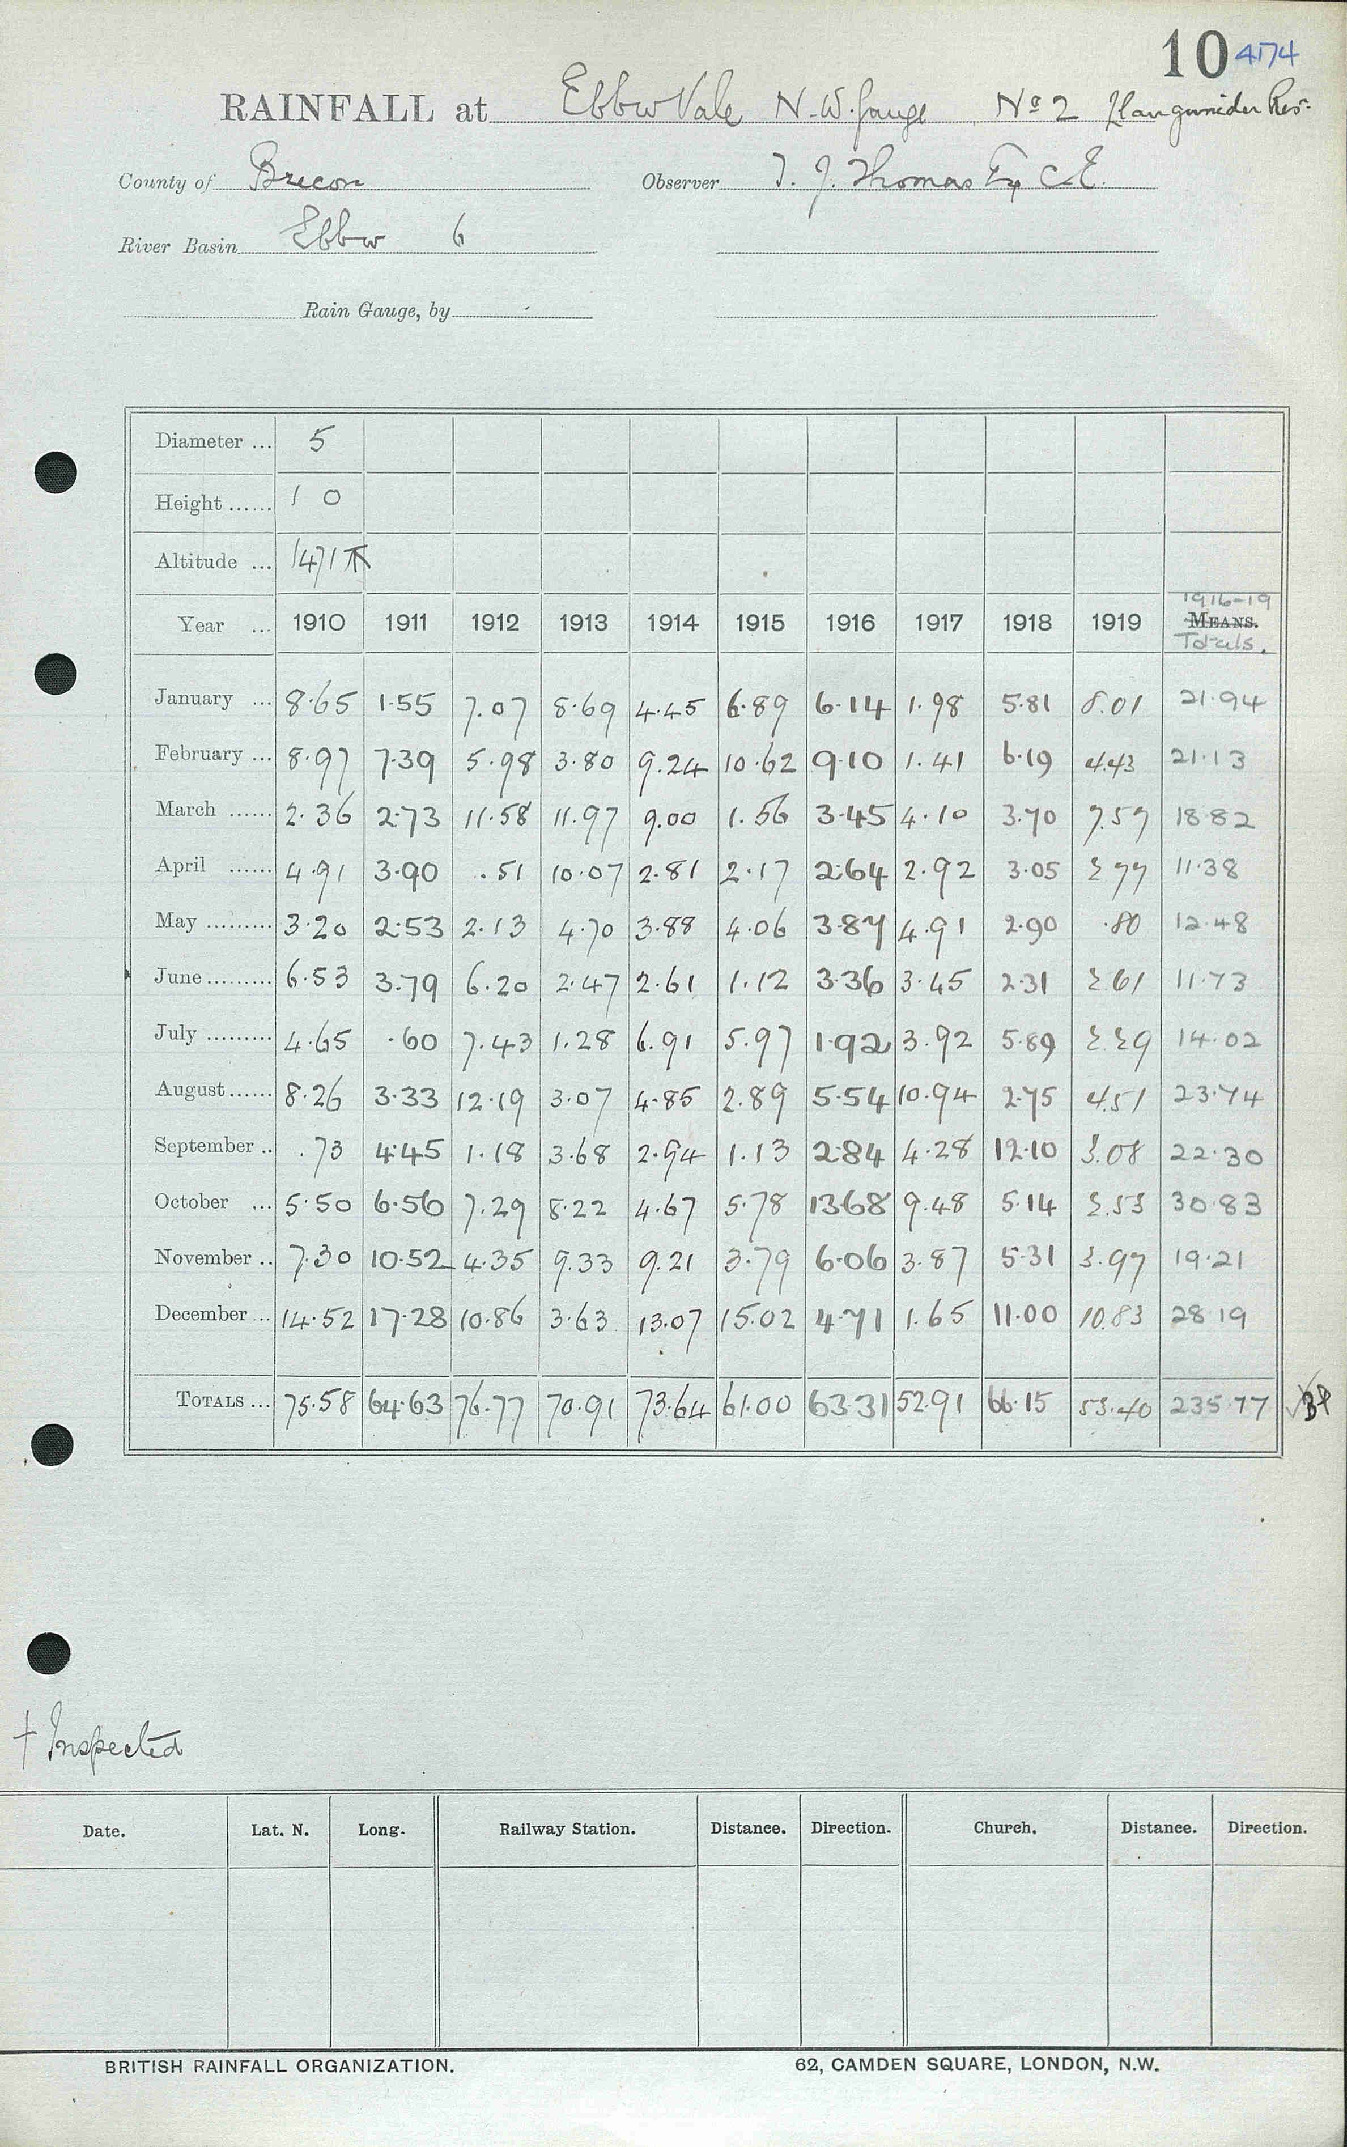 10 4174
RAINFALL at Ebbw Vale N.W. Gauge No 2 Llangunider Res.
County of Brecon Observer T. J. Thomas Esq C.E.
River Basin Ebbw 6
Rain Gauge, by
Diameter ... 5
Height ...... 1 0
Altitude ... 1471 ft
Year ... 1910 1911 1912 1913 1914 1915 1916 1917 1918 1919 1916-19 MEANS. Totals.
January ... 8.65 1.55 7.07 8.69 4.45 6.89 6.14 1.98 5.81 8.01 21.94
February ... 8.97 7.39 5.98 3.80 9.24 10.62 9.10 1.41 6.19 4.43 21.13
March ...... 2.36 2.73 11.58 11.97 9.00 1.56 3.45 4.10 3.70 7.57 18.82
April ...... 4.91 3.90 .51 10.07 2.81 2.17 2.64 2.92 3.05 2.77 11.38
May ......... 3.20 2.53 2.13 4.70 3.88 4.06 3.87 4.91 2.90 .80 12.48
June ......... 6.53 3.79 6.20 2.47 2.61 1.12 3.36 3.45 2.31 2.61 11.73
July ......... 4.65 .60 7.43 1.28 6.91 5.97 1.92 3.92 5.89 2.29 14.02
August ...... 8.26 3.33 12.19 3.07 4.85 2.89 5.54 10.94 2.75 4.51 23.74
September .. .73 4.45 1.18 3.68 2.94 1.13 2.84 4.28 12.10 3.08 22.30
October ... 5.50 6.56 7.29 8.22 4.67 5.78 13.68 9.48 5.14 2.53 30.83
November .. 7.30 10.52 4.35 9.33 9.21 3.79 6.06 3.87 5.31 3.97 19.21
December ... 14.52 17.28 10.86 3.63 13.07 15.02 4.71 1.65 11.00 10.83 28.19
TOTALS ... 75.58 64.63 76.77 70.91 73.64 61.00 63.31 52.91 66.15 53.40 235.77
† Inspected
Date. Lat. N. Long. Railway Station. Distance. Direction. Church. Distance. Direction.
BRITISH RAINFALL ORGANIZATION. 62, CAMDEN SQUARE, LONDON, N.W.